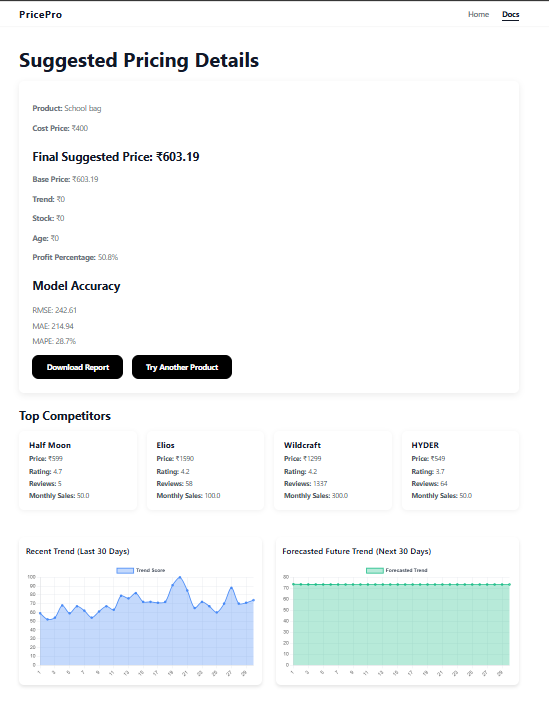 PricePro
Home Docs
Suggested Pricing Details
Product: School bag
Cost Price: ₹400
Final Suggested Price: ₹603.19
Base Price: ₹603.19
Trend: ₹0
Stock: ₹0
Age: ₹0
Profit Percentage: 50.8%
Model Accuracy
RMSE: 242.61
MAE: 214.94
MAPE: 28.7%
Download Report Try Another Product
Top Competitors
Half Moon
Price: ₹599
Rating: 4.7
Reviews: 5
Monthly Sales: 50.0
Elios
Price: ₹1590
Rating: 4.2
Reviews: 58
Monthly Sales: 100.0
Wildcraft
Price: ₹1299
Rating: 4.2
Reviews: 1337
Monthly Sales: 300.0
HYDER
Price: ₹549
Rating: 3.7
Reviews: 64
Monthly Sales: 50.0
Recent Trend (Last 30 Days)
Trend Score
100
90
80
70
60
50
40
30
20
10
0
1 3 5 7 9 11 13 15 17 19 21 23 25 27 29
Forecasted Future Trend (Next 30 Days)
Forecasted Trend
80
70
60
50
40
30
20
10
0
1 3 5 7 9 11 13 15 17 19 21 23 25 27 29